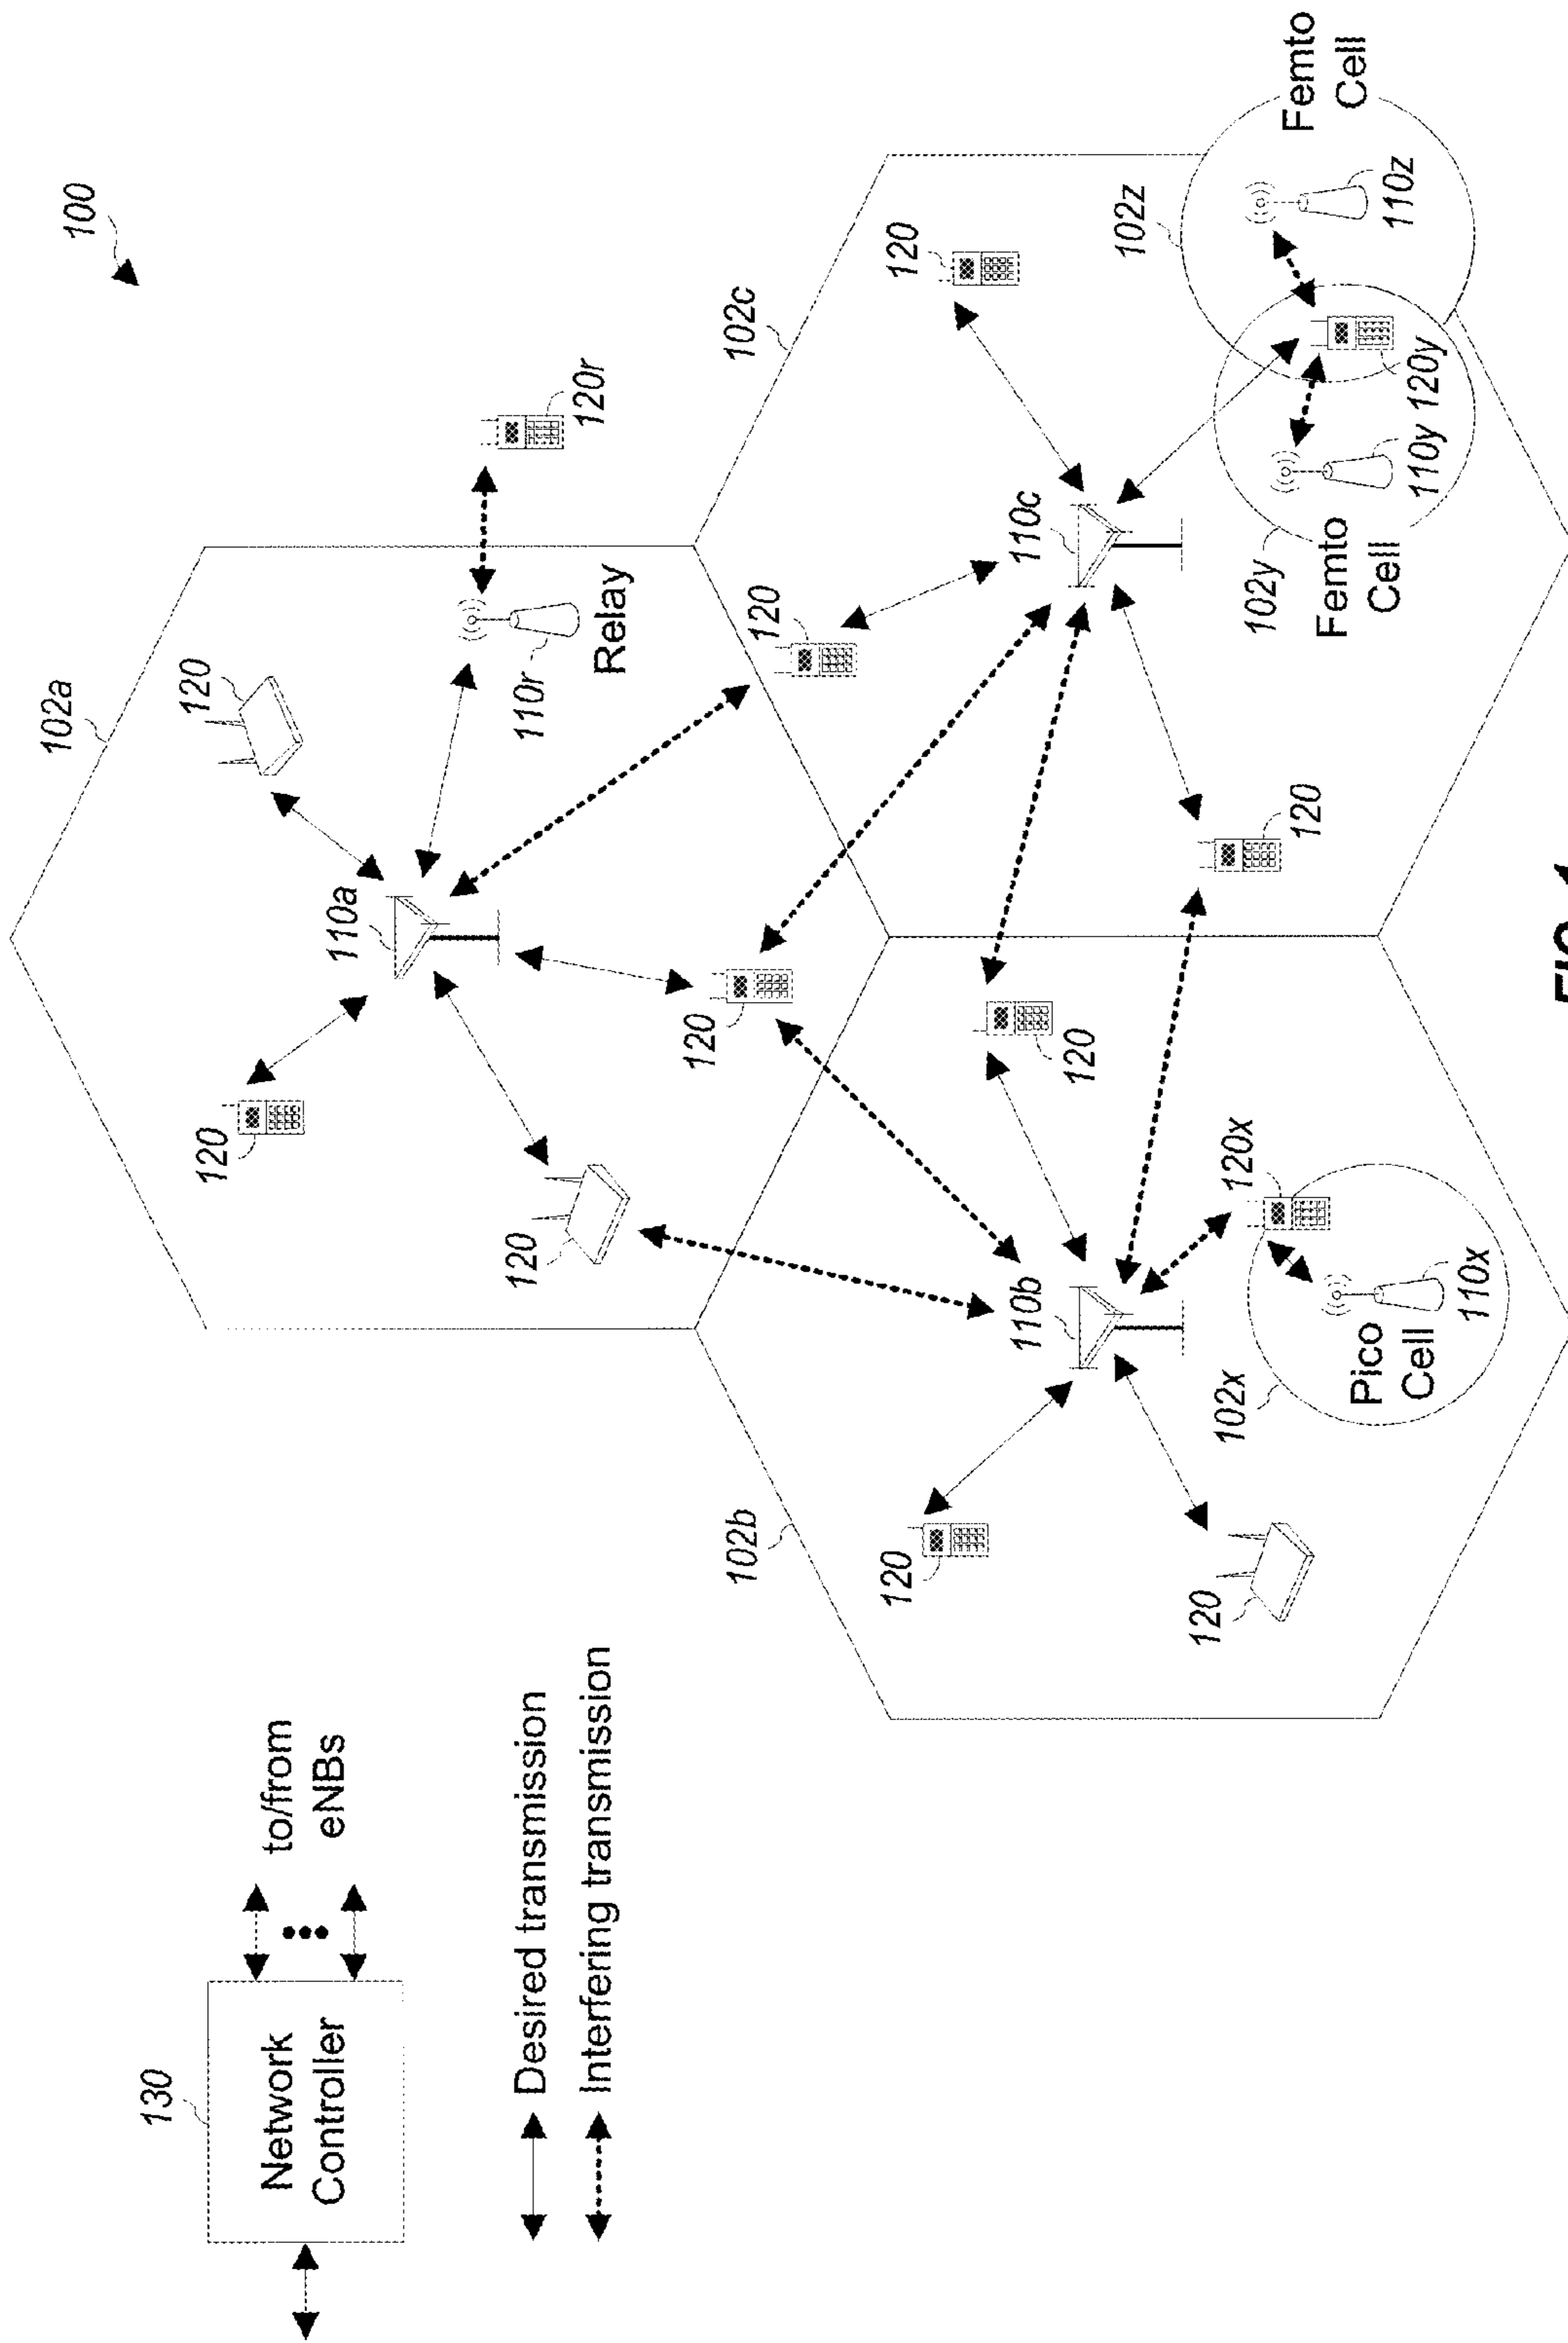 130
Network
Controller
to/from
eNBs
Desired transmission
Interfering transmission
100
102a
120
120
110a
120
110r
Relay
120r
120
120
102b
102c
120
120
120
110b
110c
120
120
102x
120x
Pico
Cell
110x
102y
Femto
Cell
110y
120y
102z
110z
Femto
Cell
FIG. 1